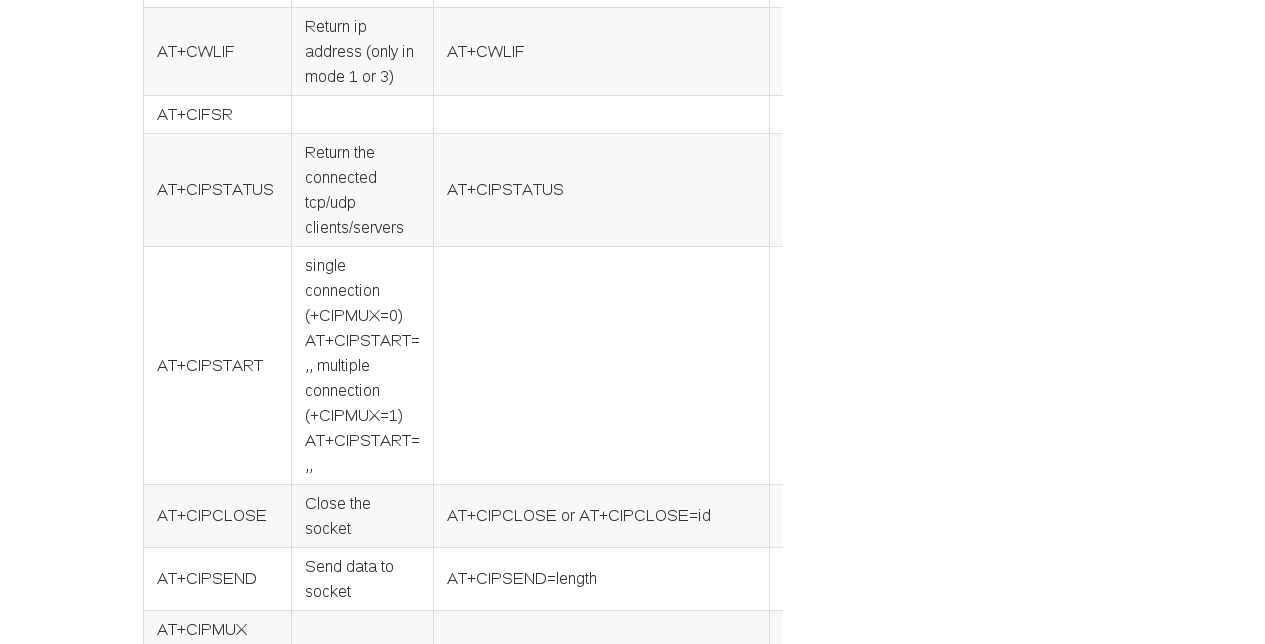 AT+CWLIF
Return ip
address (only in
mode 1 or 3)
AT+CWLIF
AT+CIFSR
AT+CIPSTATUS
Return the
connected
tcp/udp
clients/servers
AT+CIPSTATUS
AT+CIPSTART
single
connection
(+CIPMUX=0)
AT+CIPSTART=
,, multiple
connection
(+CIPMUX=1)
AT+CIPSTART=
,,
AT+CIPCLOSE
Close the
socket
AT+CIPCLOSE or AT+CIPCLOSE=id
AT+CIPSEND
Send data to
socket
AT+CIPSEND=length
AT+CIPMUX